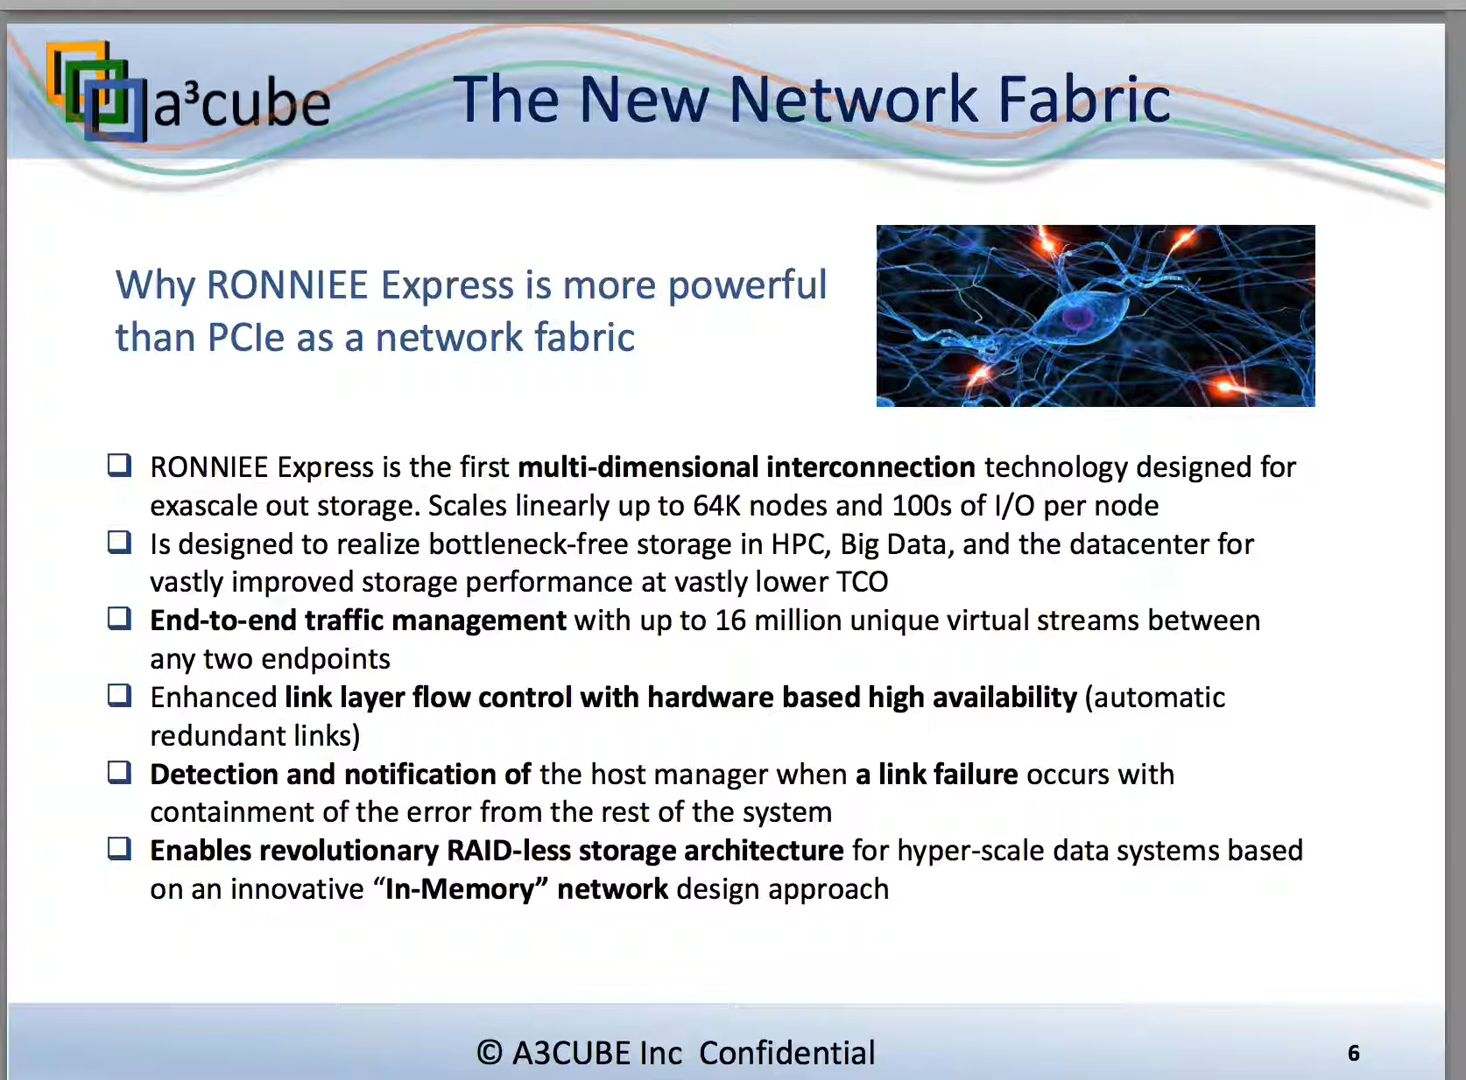 a³cube
The New Network Fabric
Why RONNIEE Express is more powerful
than PCIe as a network fabric
❑ RONNIEE Express is the first multi-dimensional interconnection technology designed for
exascale out storage. Scales linearly up to 64K nodes and 100s of I/O per node
❑ Is designed to realize bottleneck-free storage in HPC, Big Data, and the datacenter for
vastly improved storage performance at vastly lower TCO
❑ End-to-end traffic management with up to 16 million unique virtual streams between
any two endpoints
❑ Enhanced link layer flow control with hardware based high availability (automatic
redundant links)
❑ Detection and notification of the host manager when a link failure occurs with
containment of the error from the rest of the system
❑ Enables revolutionary RAID-less storage architecture for hyper-scale data systems based
on an innovative “In-Memory” network design approach
© A3CUBE Inc Confidential
6